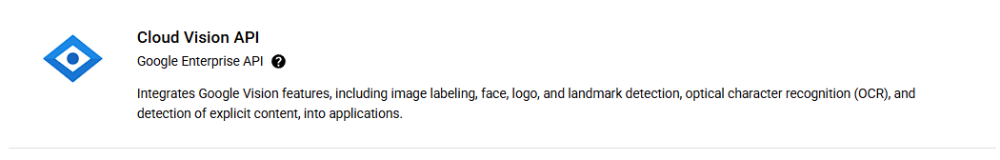 Cloud Vision API
Google Enterprise API ?
Integrates Google Vision features, including image labeling, face, logo, and landmark detection, optical character recognition (OCR), and
detection of explicit content, into applications.